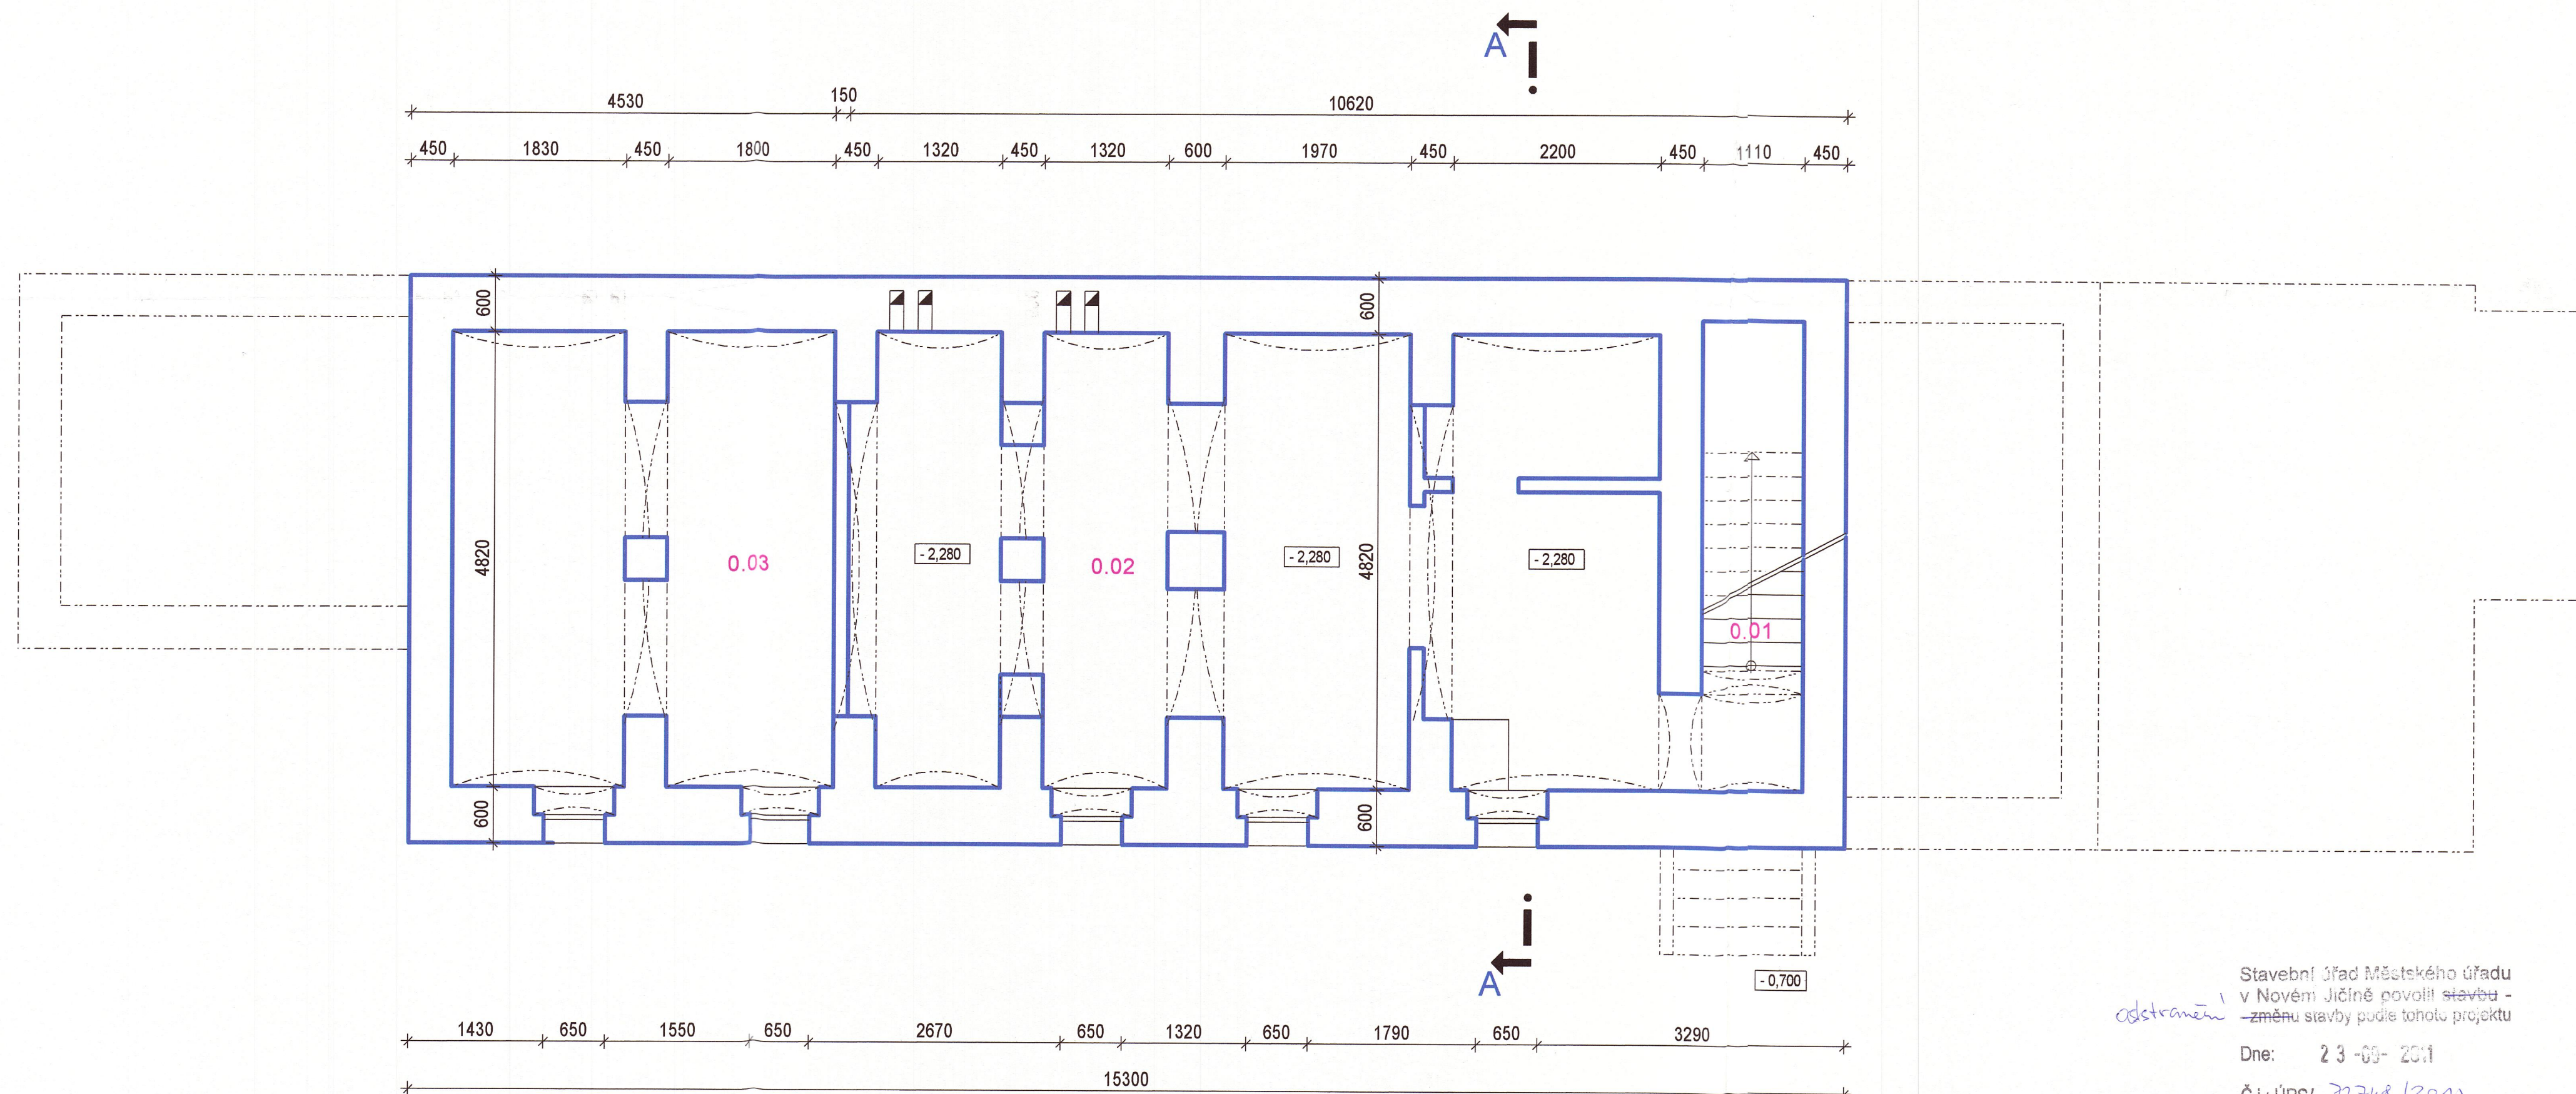 A
4530 150 10620
450 1830 450 1800 450 1320 450 1320 600 1970 450 2200 450 1110 450
600 600
4820 0.03 - 2,280 0.02 - 2,280 4820 - 2,280
0.01
600 600
A
- 0,700
Stavební úřad Městského úřadu
v Novém Jičíně povolil stavbu -
odstranění změnu stavby podle tohoto projektu
1430 650 1550 650 2670 650 1320 650 1790 650 3290
Dne: 23
15300